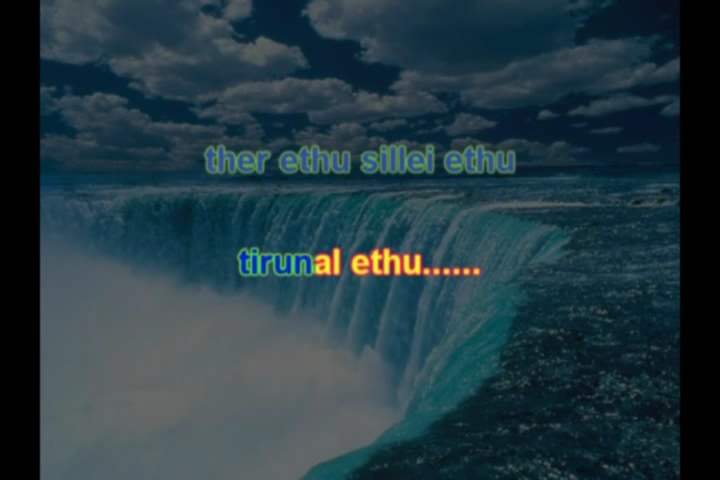 ther ethu sillei ethu
tirunal ethu......